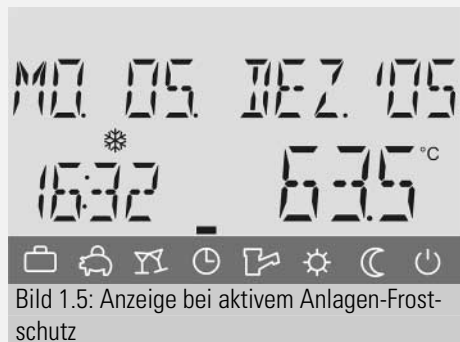 MO. 05. DEZ. '05
16:32 63.5 °C
Bild 1.5: Anzeige bei aktivem Anlagen-Frost-
schutz